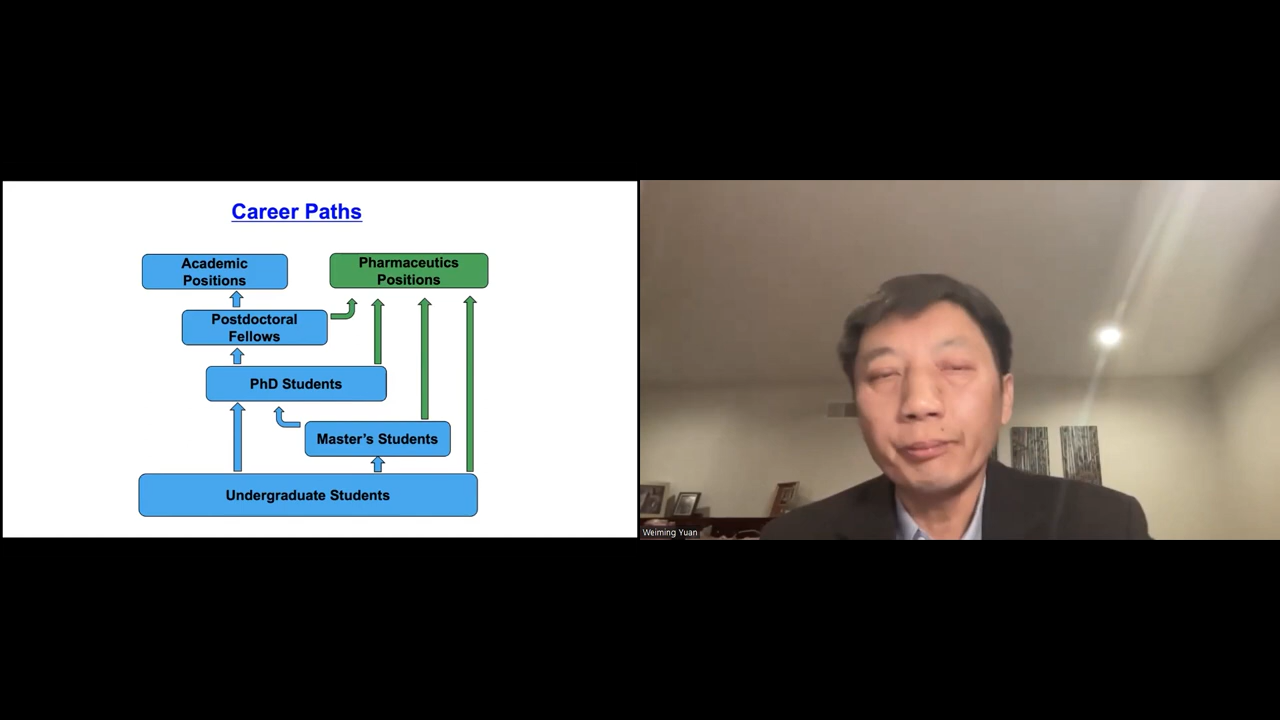 Career Paths
Academic
Positions
Pharmaceutics
Positions
Postdoctoral
Fellows
PhD Students
Master’s Students
Undergraduate Students
Weiming Yuan